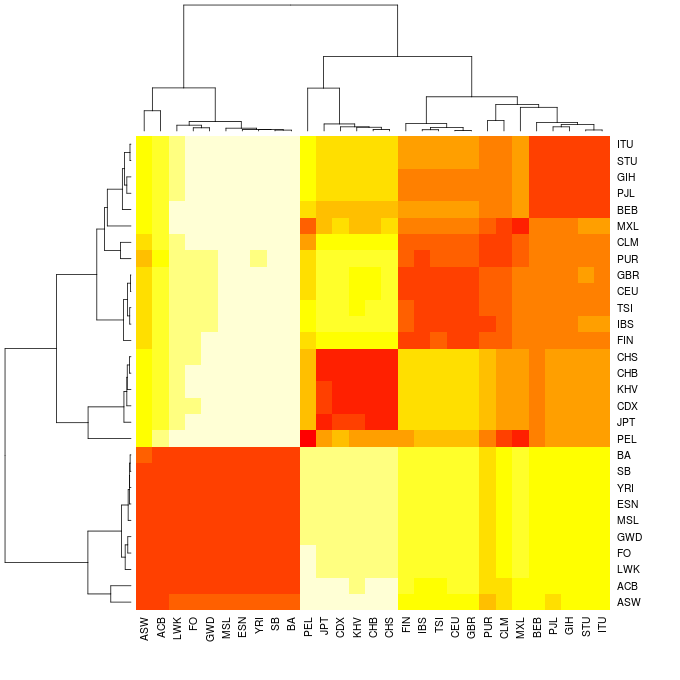 ITU
STU
GIH
PJL
BEB
MXL
CLM
PUR
GBR
CEU
TSI
IBS
FIN
CHS
CHB
KHV
CDX
JPT
PEL
BA
SB
YRI
ESN
MSL
GWD
FO
LWK
ACB
ASW
ASW ACB LWK FO GWD MSL ESN YRI SB BA PEL JPT CDX KHV CHB CHS FIN IBS TSI CEU GBR PUR CLM MXL BEB PJL GIH STU ITU